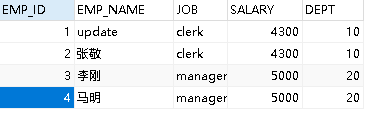 EMP_ID EMP_NAME JOB SALARY DEPT
1 update clerk 4300 10
2 张敬 clerk 4300 10
3 李刚 manager 5000 20
4 马明 manager 5000 20